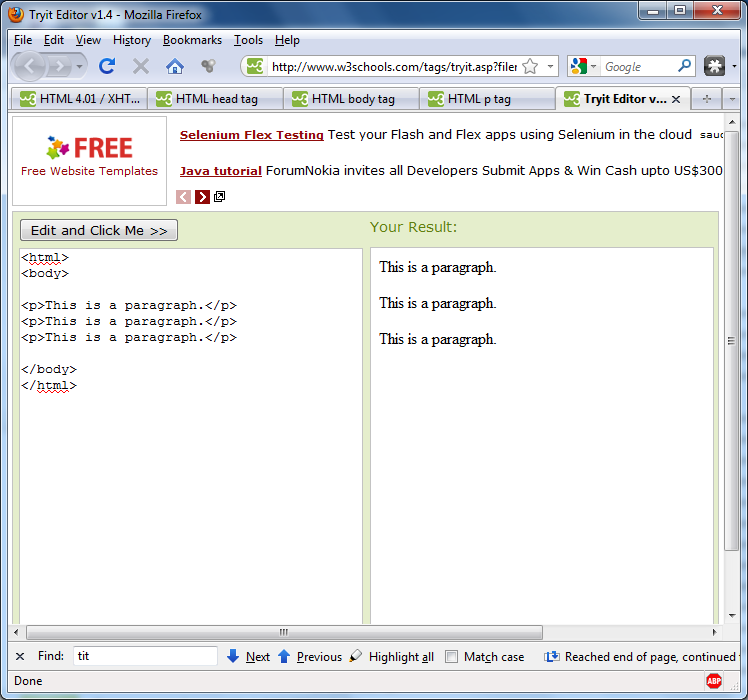 Tryit Editor v1.4 - Mozilla Firefox
File Edit View History Bookmarks Tools Help
http://www.w3schools.com/tags/tryit.asp?filer Google
HTML 4.01 / XHT... HTML head tag HTML body tag HTML p tag Tryit Editor v...
FREE
Free Website Templates
Selenium Flex Testing Test your Flash and Flex apps using Selenium in the cloud sauc
Java tutorial ForumNokia invites all Developers Submit Apps & Win Cash upto US$300
Edit and Click Me >>
Your Result:
<html>
<body>
<p>This is a paragraph.</p>
<p>This is a paragraph.</p>
<p>This is a paragraph.</p>
</body>
</html>
This is a paragraph.
This is a paragraph.
This is a paragraph.
Find: tit Next Previous Highlight all Match case Reached end of page, continued
Done ABP